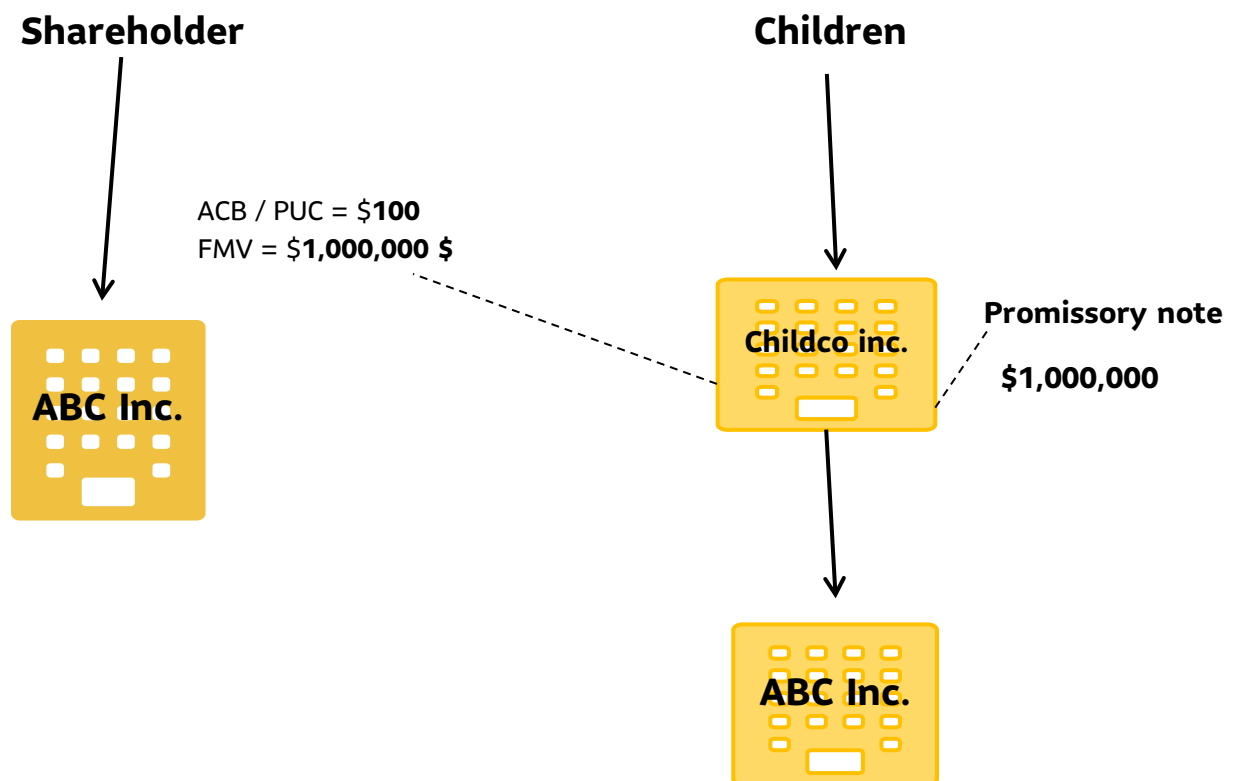 Shareholder
Children
ACB / PUC = $100
FMV = $1,000,000 $
Promissory note
Childco inc.
$1,000,000
ABC Inc.
ABC Inc.